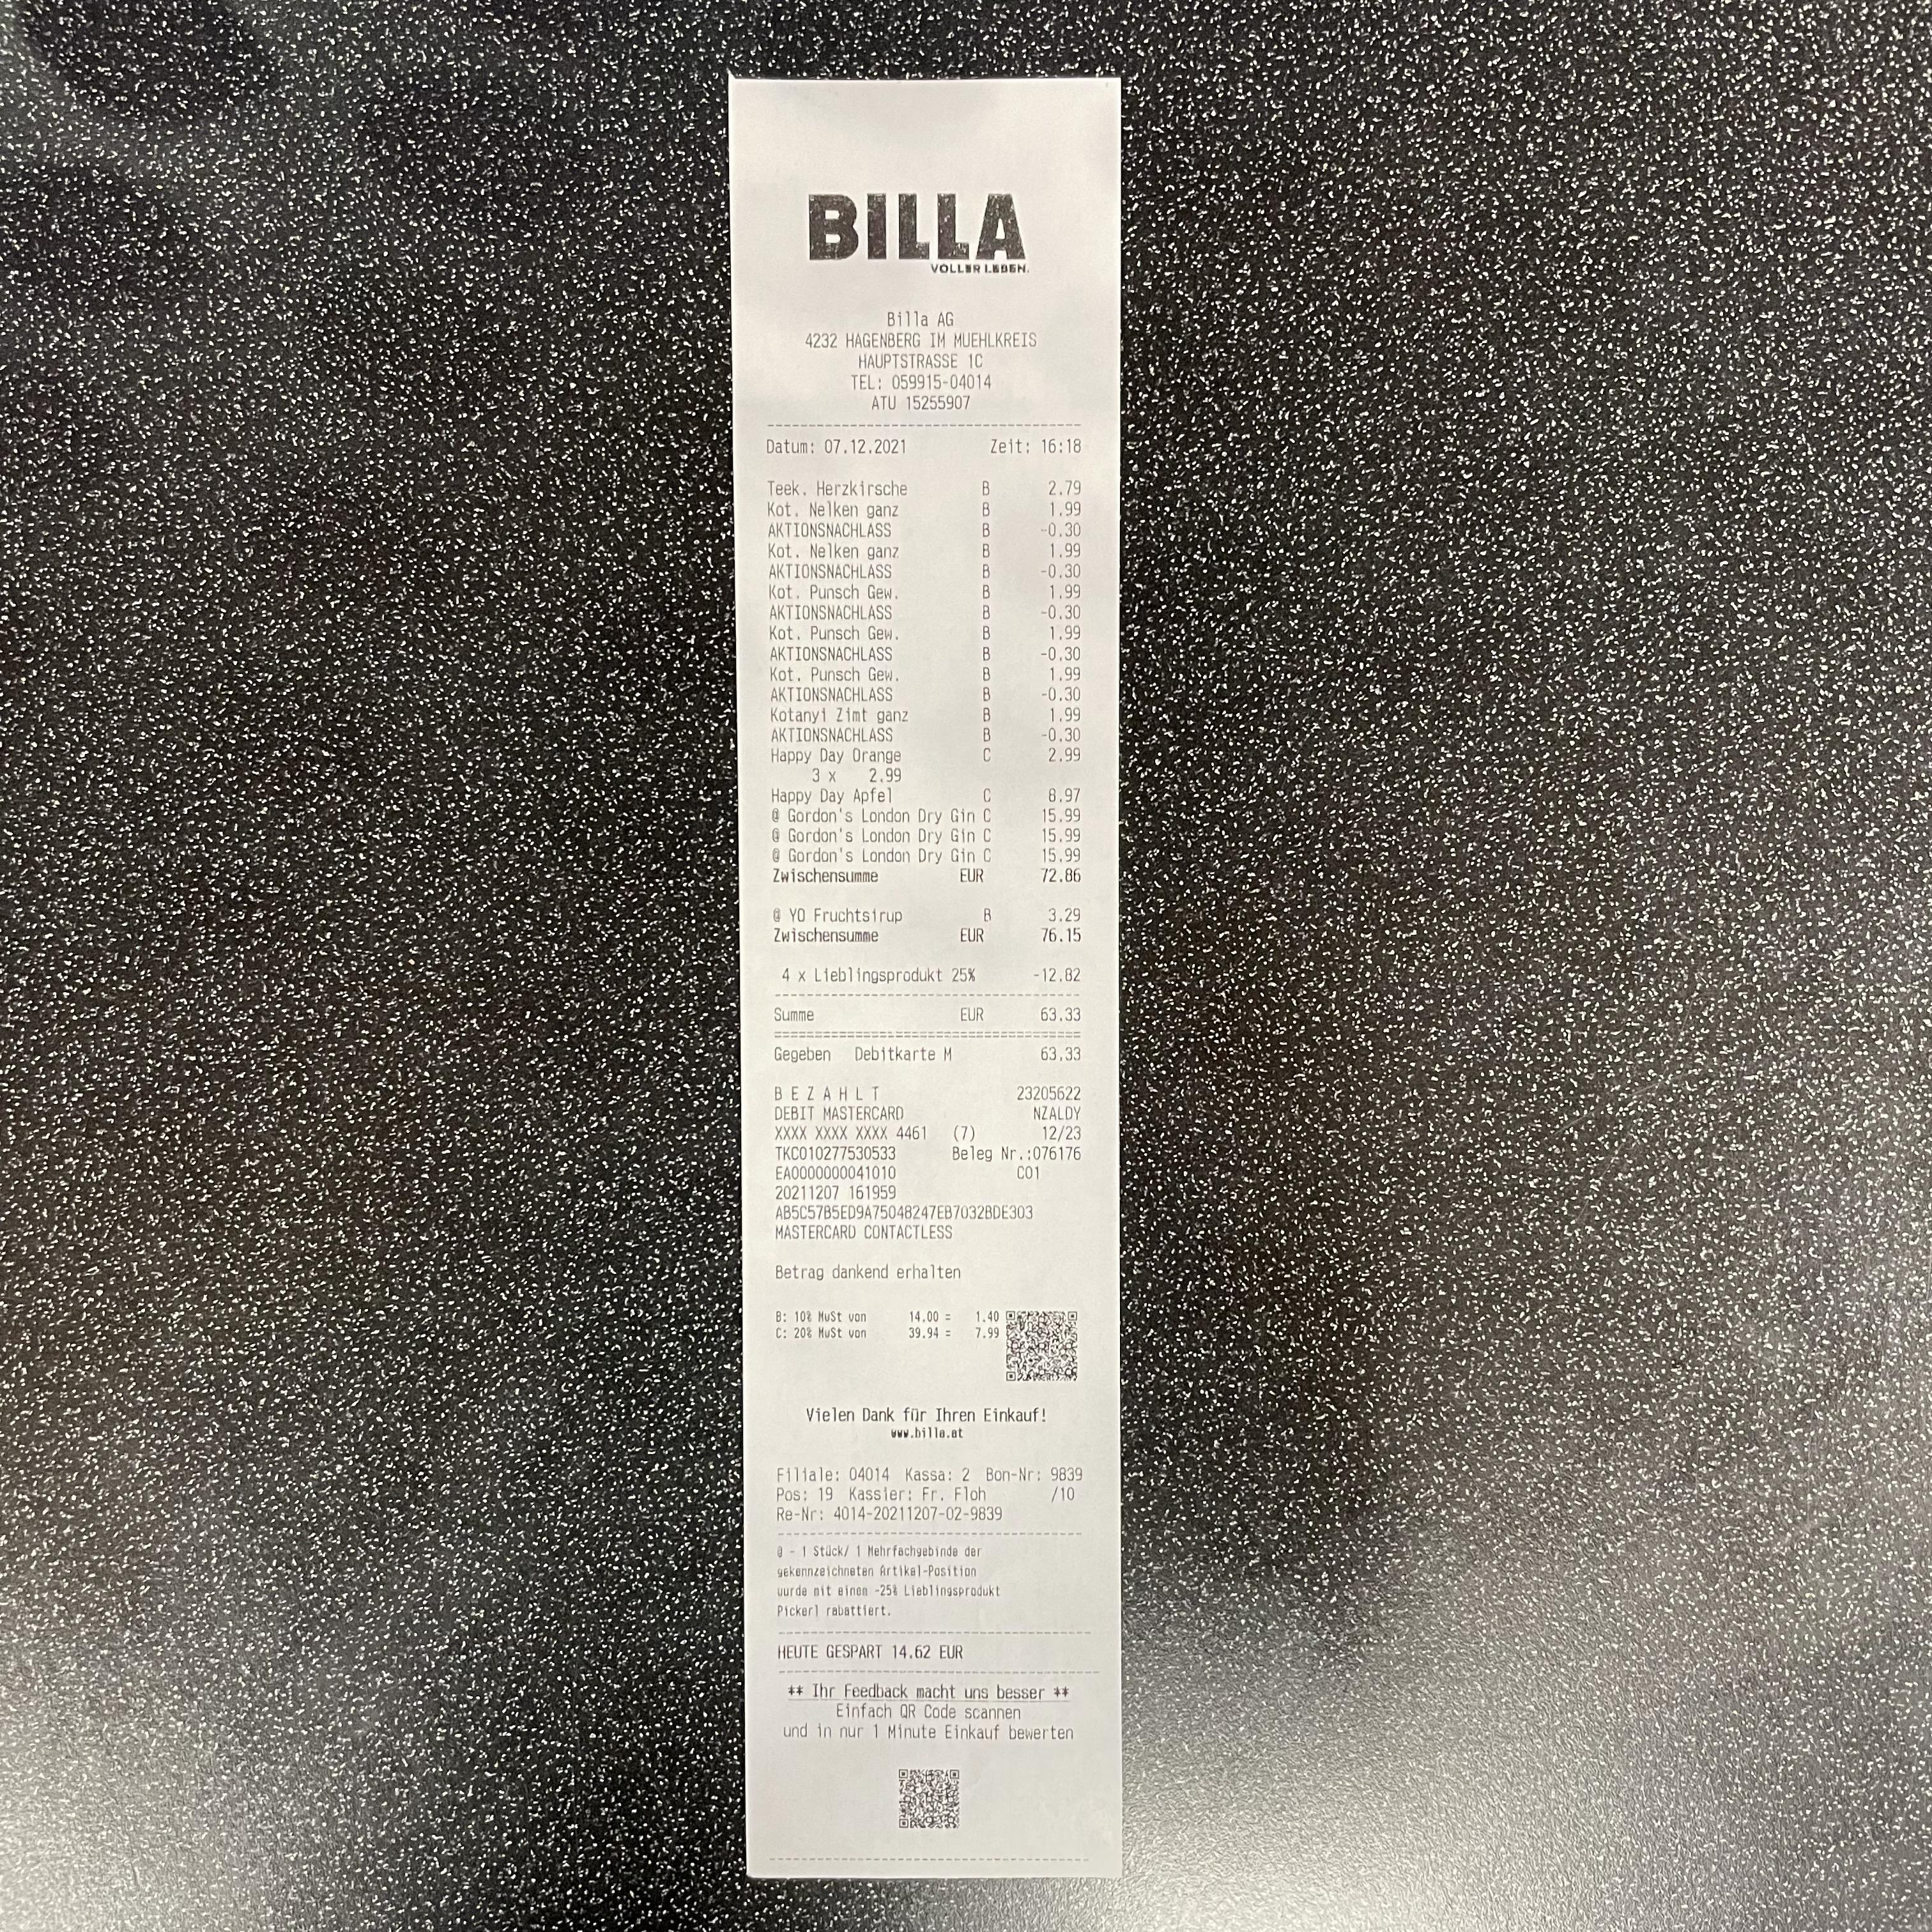 BILLA
VOLLER LEBEN.
Billa AG
4232 HAGENBERG IM MUEHLKREIS
HAUPTSTRASSE 1C
TEL: 059915-04014
ATU 15255907
Datum: 07.12.2021 Zeit: 16:18
Teek. Herzkirsche B 2.79
Kot. Nelken ganz B 1.99
AKTIONSNACHLASS B -0.30
Kot. Nelken ganz B 1.99
AKTIONSNACHLASS B -0.30
Kot. Punsch Gew. B 1.99
AKTIONSNACHLASS B -0.30
Kot. Punsch Gew. B 1.99
AKTIONSNACHLASS B -0.30
Kot. Punsch Gew. B 1.99
AKTIONSNACHLASS B -0.30
Kotanyi Zimt ganz B 1.99
AKTIONSNACHLASS B -0.30
Happy Day Orange C 2.99
3 x 2.99
Happy Day Apfel C 8.97
@ Gordon's London Dry Gin C 15.99
@ Gordon's London Dry Gin C 15.99
@ Gordon's London Dry Gin C 15.99
Zwischensumme EUR 72.86
@ YO Fruchtsirup B 3.29
Zwischensumme EUR 76.15
4 x Lieblingsprodukt 25% -12.82
Summe EUR 63.33
Gegeben Debitkarte M 63.33
B E Z A H L T 23205622
DEBIT MASTERCARD NZALDY
XXXX XXXX XXXX 4461 (7) 12/23
TKC010277530533 Beleg Nr.:076176
EA0000000041010 C01
20211207 161959
AB5C57B5ED9A75048247EB7032BDE303
MASTERCARD CONTACTLESS
Betrag dankend erhalten
B: 10% MwSt von 14.00 = 1.40
C: 20% MwSt von 39.94 = 7.99
Vielen Dank für Ihren Einkauf!
www.billa.at
Filiale: 04014 Kassa: 2 Bon-Nr: 9839
Pos: 19 Kassier: Fr. Floh /10
Re-Nr: 4014-20211207-02-9839
@ - 1 Stück/ 1 Mehrfachgebinde der
gekennzeichneten Artikel-Position
wurde mit einem -25% Lieblingsprodukt
Pickerl rabattiert.
HEUTE GESPART 14.62 EUR
** Ihr Feedback macht uns besser **
Einfach QR Code scannen
und in nur 1 Minute Einkauf bewerten